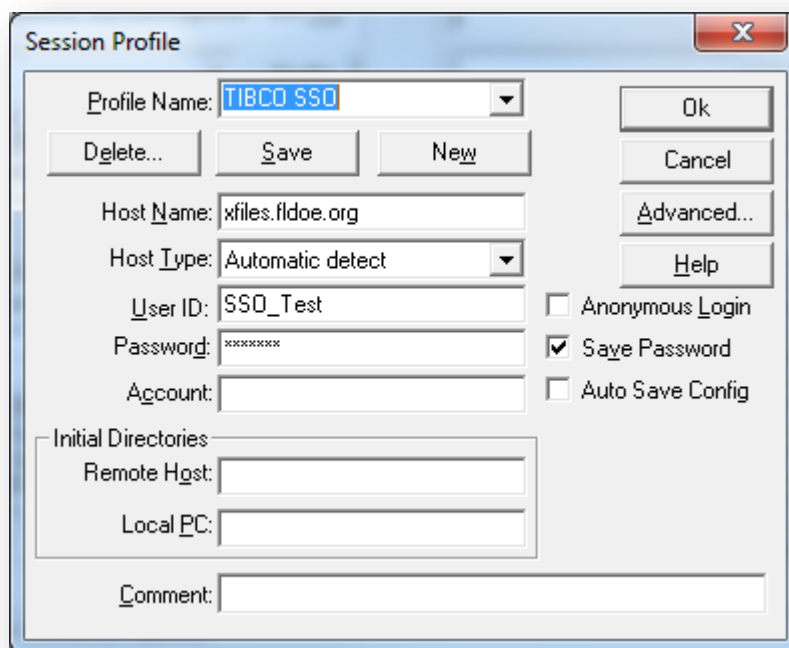 Session Profile
Profile Name: TIBCO SSO
Ok
Delete... Save New
Cancel
Host Name: xfiles.fldoe.org
Advanced...
Host Type: Automatic detect
Help
User ID: SSO_Test
Anonymous Login
Password: *******
Save Password
Account:
Auto Save Config
Initial Directories
Remote Host:
Local PC:
Comment: